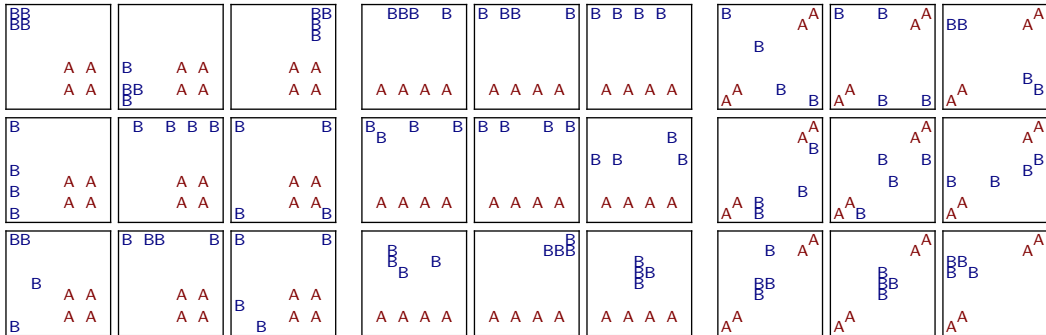 BB BB BBB B B BB B B B B B B A B B A A
BB B A A BB A
B
B
A A B A A A A
B
A A BB A A A A A A A A A A A A A A A A A B A A B
B A B A B B A
B B B B B B B B B B B B B A A A
B B A A A
B
B B B B B B
B B
A A A A A A B B B
B B
A A A A A A A A A A A A A A A A A A A B A A
B B B A B A B A
BB B BB B B B B A A A
B BBB B A A A
B B B BB
B BB B B B
B B BB BB
A A A A A A B B
B
A A A A A A A A A A A A A A A A A A A A A
B B A A A